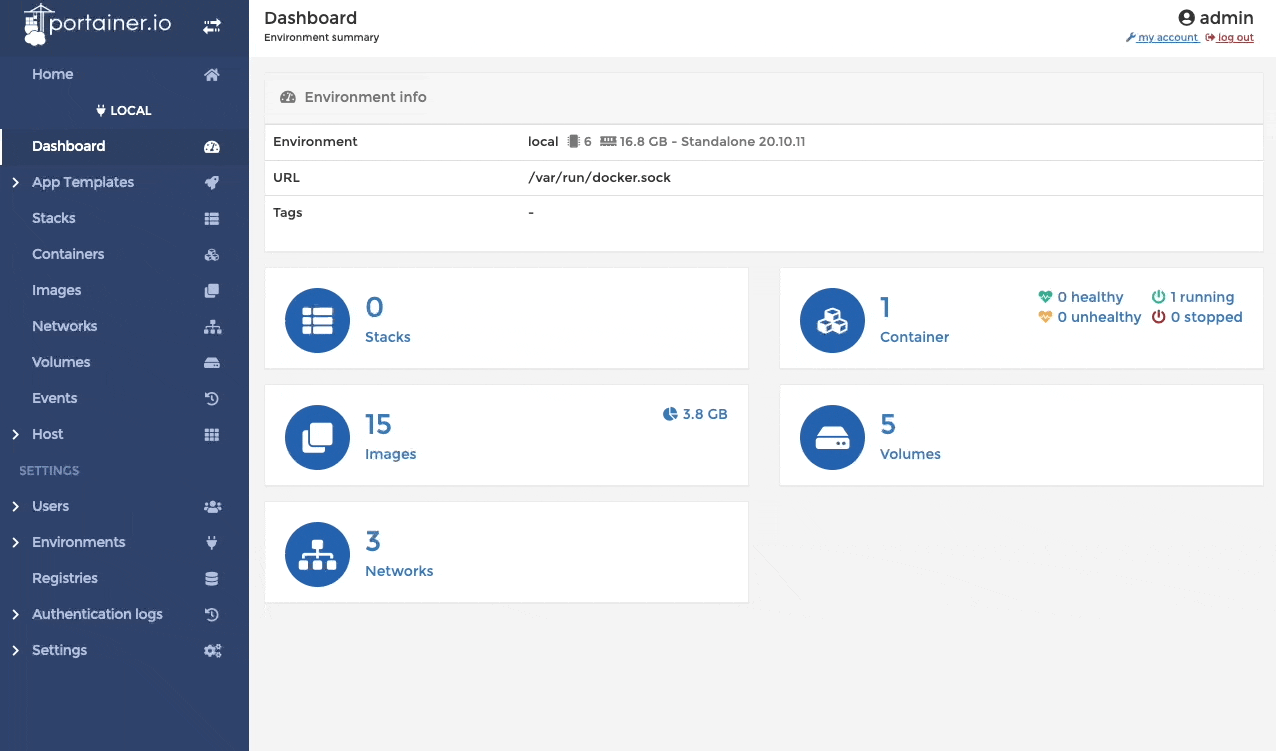 portainer.io
Home
LOCAL
Dashboard
App Templates
Stacks
Containers
Images
Networks
Volumes
Events
Host
SETTINGS
Users
Environments
Registries
Authentication logs
Settings
Dashboard
Environment summary
admin
my account log out
Environment info
Environment local 6 16.8 GB - Standalone 20.10.11
URL /var/run/docker.sock
Tags -
0
Stacks
1
Container
0 healthy 1 running
0 unhealthy 0 stopped
15
Images
3.8 GB
5
Volumes
3
Networks